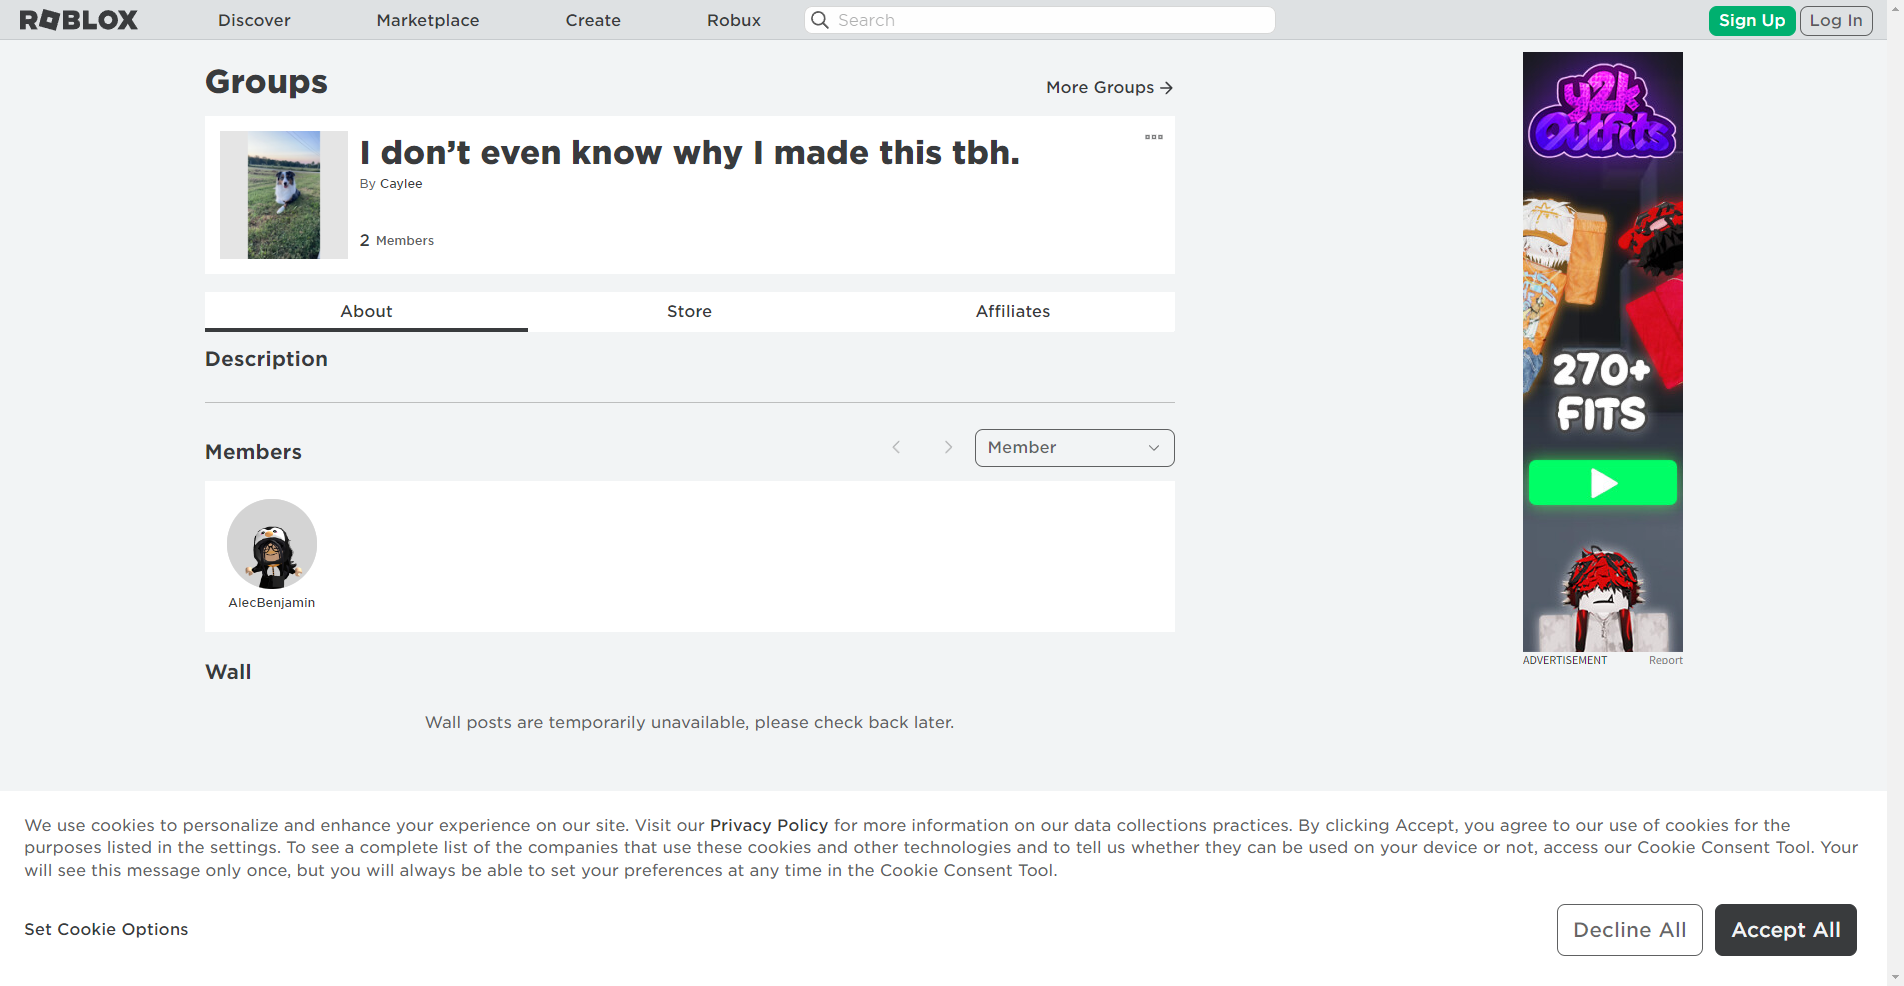 ROBLOX
Discover
Marketplace
Create
Robux
Search
Sign Up
Log In
Groups
More Groups
I don’t even know why I made this tbh.
By Caylee
2 Members
About
Store
Affiliates
Description
Members
Member
AlecBenjamin
Wall
Wall posts are temporarily unavailable, please check back later.
y2k
Outfits
270+
FITS
ADVERTISEMENT
Report
We use cookies to personalize and enhance your experience on our site. Visit our Privacy Policy for more information on our data collections practices. By clicking Accept, you agree to our use of cookies for the
purposes listed in the settings. To see a complete list of the companies that use these cookies and other technologies and to tell us whether they can be used on your device or not, access our Cookie Consent Tool. Your
will see this message only once, but you will always be able to set your preferences at any time in the Cookie Consent Tool.
Set Cookie Options
Decline All
Accept All